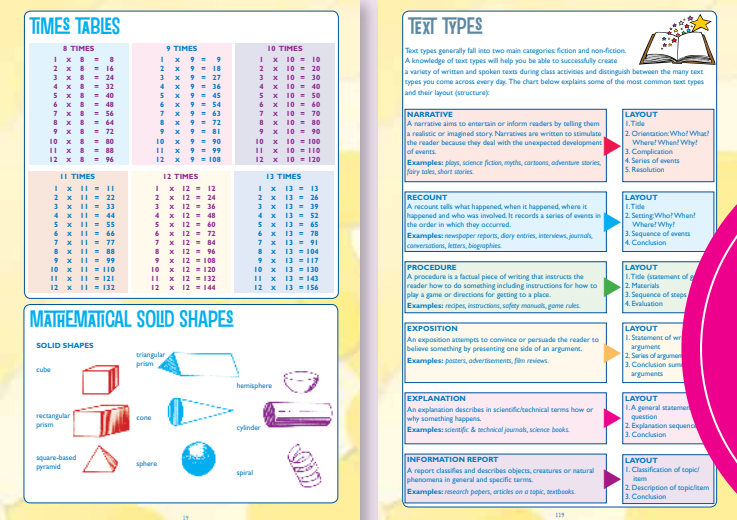 TIMES TABLES
8 TIMES
1 x 8 = 8
2 x 8 = 16
3 x 8 = 24
4 x 8 = 32
5 x 8 = 40
6 x 8 = 48
7 x 8 = 56
8 x 8 = 64
9 x 8 = 72
10 x 8 = 80
11 x 8 = 88
12 x 8 = 96
9 TIMES
1 x 9 = 9
2 x 9 = 18
3 x 9 = 27
4 x 9 = 36
5 x 9 = 45
6 x 9 = 54
7 x 9 = 63
8 x 9 = 72
9 x 9 = 81
10 x 9 = 90
11 x 9 = 99
12 x 9 = 108
10 TIMES
1 x 10 = 10
2 x 10 = 20
3 x 10 = 30
4 x 10 = 40
5 x 10 = 50
6 x 10 = 60
7 x 10 = 70
8 x 10 = 80
9 x 10 = 90
10 x 10 = 100
11 x 10 = 110
12 x 10 = 120
11 TIMES
1 x 11 = 11
2 x 11 = 22
3 x 11 = 33
4 x 11 = 44
5 x 11 = 55
6 x 11 = 66
7 x 11 = 77
8 x 11 = 88
9 x 11 = 99
10 x 11 = 110
11 x 11 = 121
12 x 11 = 132
12 TIMES
1 x 12 = 12
2 x 12 = 24
3 x 12 = 36
4 x 12 = 48
5 x 12 = 60
6 x 12 = 72
7 x 12 = 84
8 x 12 = 96
9 x 12 = 108
10 x 12 = 120
11 x 12 = 132
12 x 12 = 144
13 TIMES
1 x 13 = 13
2 x 13 = 26
3 x 13 = 39
4 x 13 = 52
5 x 13 = 65
6 x 13 = 78
7 x 13 = 91
8 x 13 = 104
9 x 13 = 117
10 x 13 = 130
11 x 13 = 143
12 x 13 = 156
MATHEMATICAL SOLID SHAPES
SOLID SHAPES
cube
triangular
prism
hemisphere
rectangular
prism
cone
cylinder
square-based
pyramid
sphere
spiral
19
TEXT TYPES
Text types generally fall into two main categories fiction and non-fiction.
A knowledge of text types will help you be able to successfully create
a variety of written and spoken texts during class activities and distinguish between the many text
types you come across every day. The chart below explains some of the most common text types
and their layout (structure):
NARRATIVE
A narrative aims to entertain or inform readers by telling them
a realistic or imagined story. Narratives are written to stimulate
the reader because they deal with the unexpected development
of events.
Examples: plays, science fiction, myths, cartoons, adventure stories,
fairy tales, short stories.
LAYOUT
1. Title
2. Orientation: Who? What?
Where? When? Why?
3. Complication
4. Series of events
5. Resolution
RECOUNT
A recount tells what happened, when it happened, where it
happened and who was involved. It records a series of events in
the order in which they occurred.
Examples: newspaper reports, diary entries, interviews, journals,
conversations, letters, biographies.
LAYOUT
1. Title
2. Setting: Who? When?
Where? Why?
3. Sequence of events
4. Conclusion
PROCEDURE
A procedure is a factual piece of writing that instructs the
reader how to do something including instructions for how to
play a game or directions for getting to a place.
Examples: recipes, instructions, safety manuals, game rules.
LAYOUT
1. Title (statement of
2. Materials
3. Sequence of steps
4. Evaluation
EXPOSITION
An exposition attempts to convince or persuade the reader to
believe something by presenting one side of an argument.
Examples: posters, advertisements, film reviews.
LAYOUT
1. Statement of
argument
2. Series of
3. Conclusion
arguments
EXPLANATION
An explanation describes in scientific/technical terms how or
why something happens.
Examples: scientific & technical journals, science books.
LAYOUT
1. A general
question
2. Explanation
3. Conclusion
INFORMATION REPORT
A report classifies and describes objects, creatures or natural
phenomena in general and specific terms.
Examples: research papers, articles on a topic, textbooks.
LAYOUT
1. Classification of topic/
item
2. Description of topic/item
3. Conclusion
119